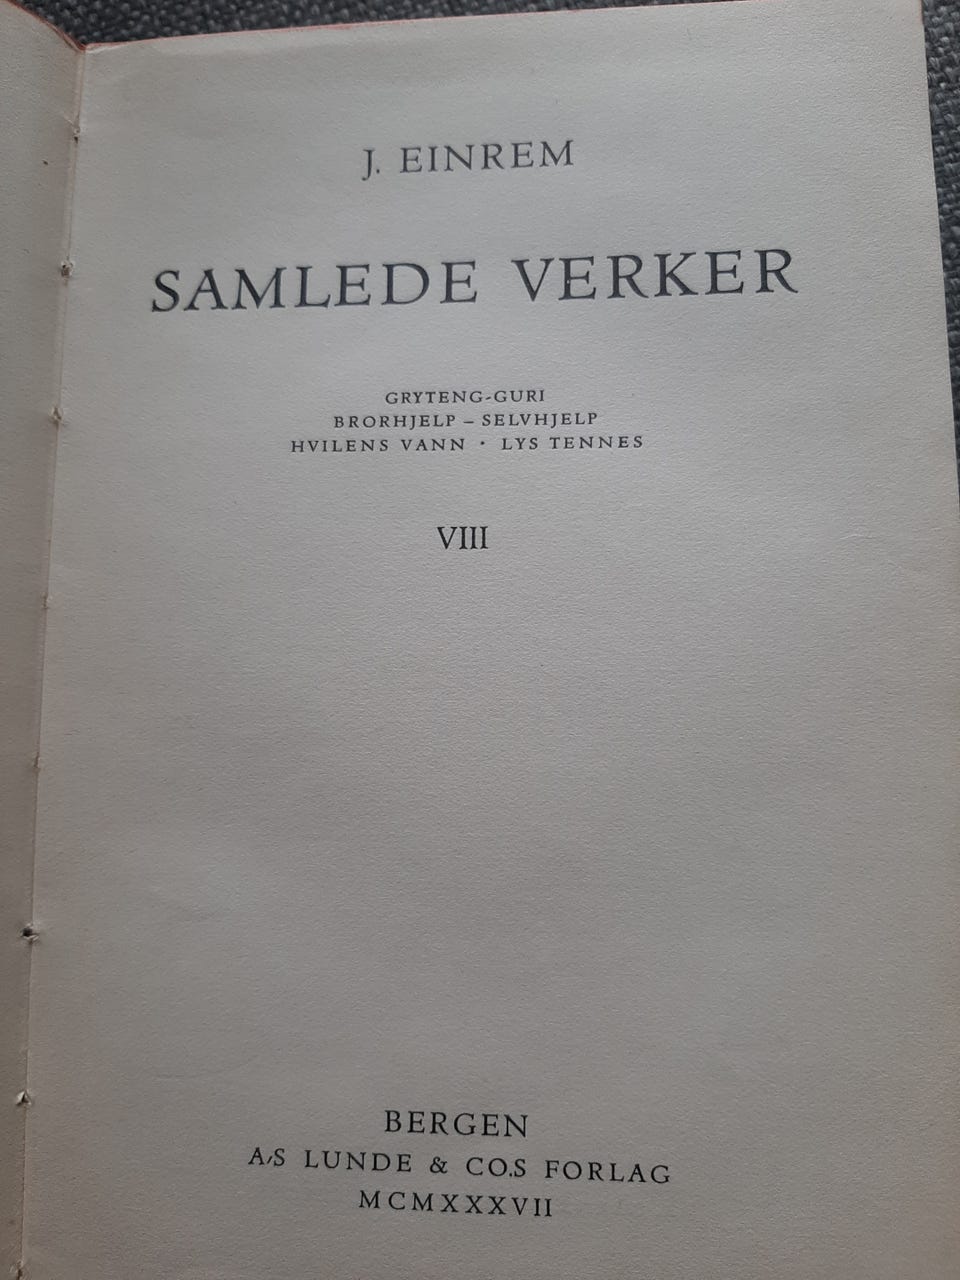 J. EINREM
SAMLEDE VERKER
GRYTENG-GURI
BRORHJELP – SELVHJELP
HVILENS VANN · LYS TENNES
VIII
BERGEN
A/S LUNDE & CO.S FORLAG
MCMXXXVII